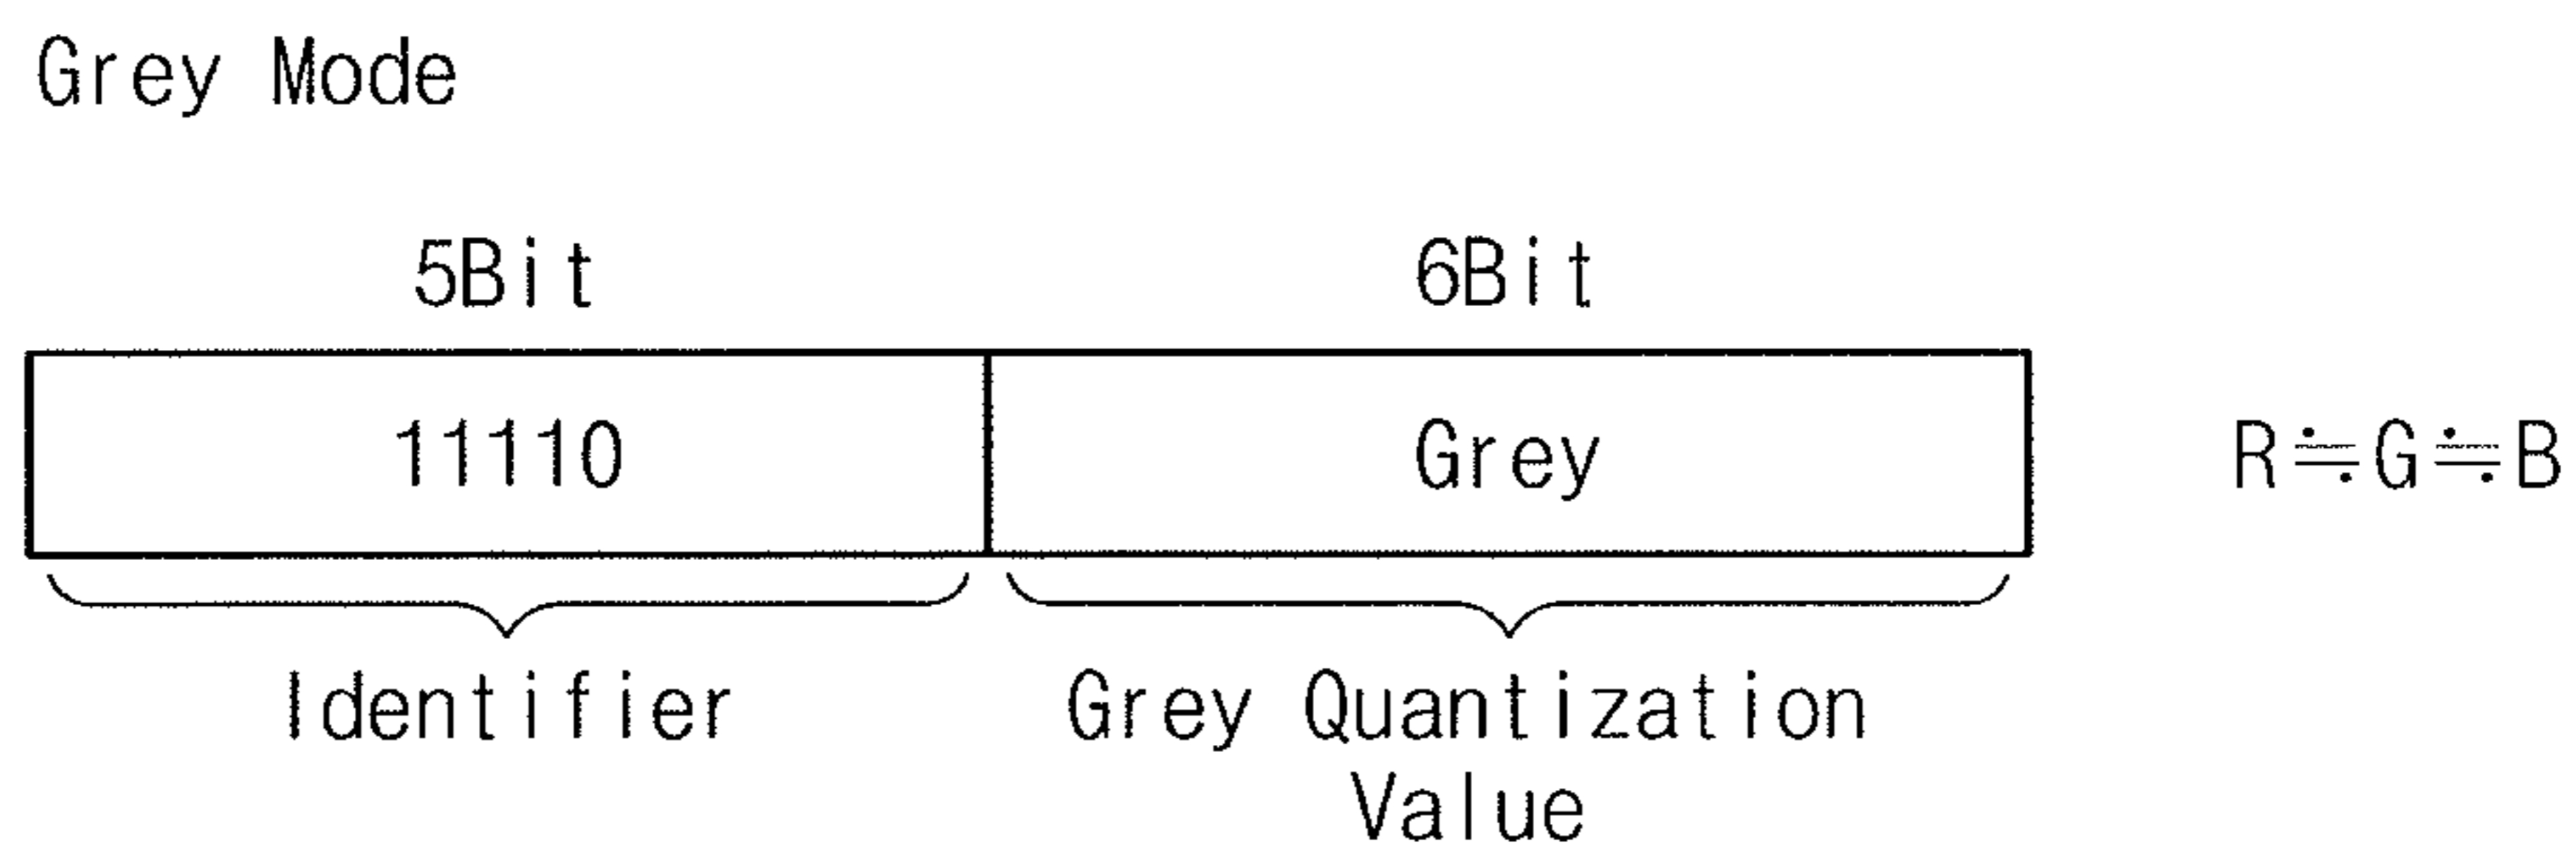 Grey Mode
5Bit 6Bit
11110 Grey R≒G≒B
Identifier Grey Quantization
Value